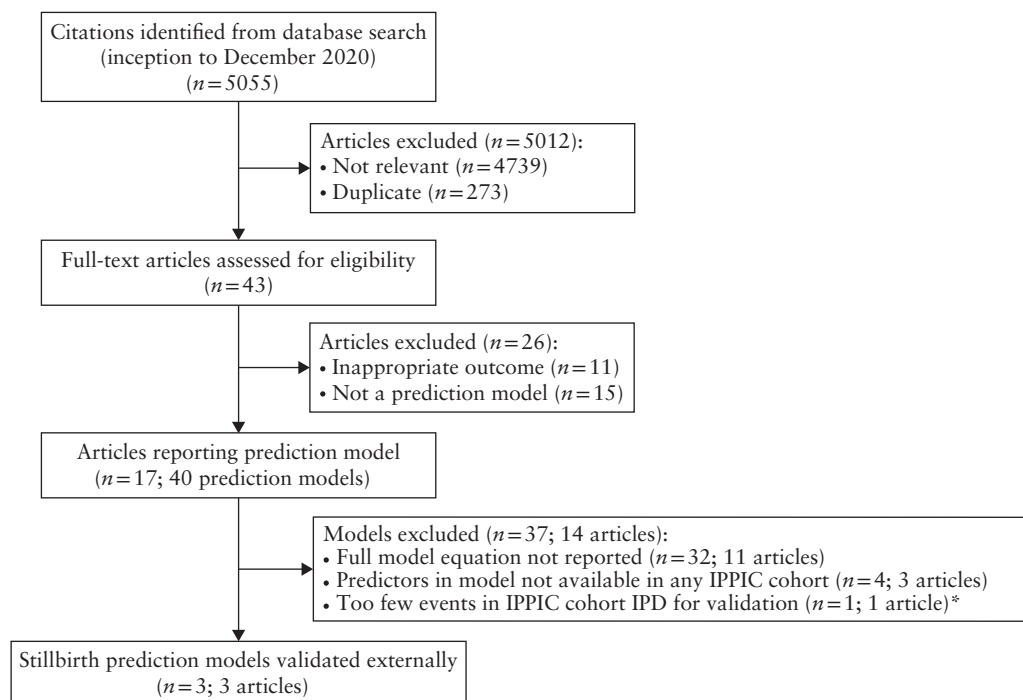 Citations identified from database search
(inception to December 2020)
(n=5055)
Articles excluded (n=5012):
• Not relevant (n=4739)
• Duplicate (n=273)
Full-text articles assessed for eligibility
(n=43)
Articles excluded (n=26):
• Inappropriate outcome (n=11)
• Not a prediction model (n=15)
Articles reporting prediction model
(n=17; 40 prediction models)
Models excluded (n=37; 14 articles):
• Full model equation not reported (n=32; 11 articles)
• Predictors in model not available in any IPPIC cohort (n=4; 3 articles)
• Too few events in IPPIC cohort IPD for validation (n=1; 1 article)*
Stillbirth prediction models validated externally
(n=3; 3 articles)